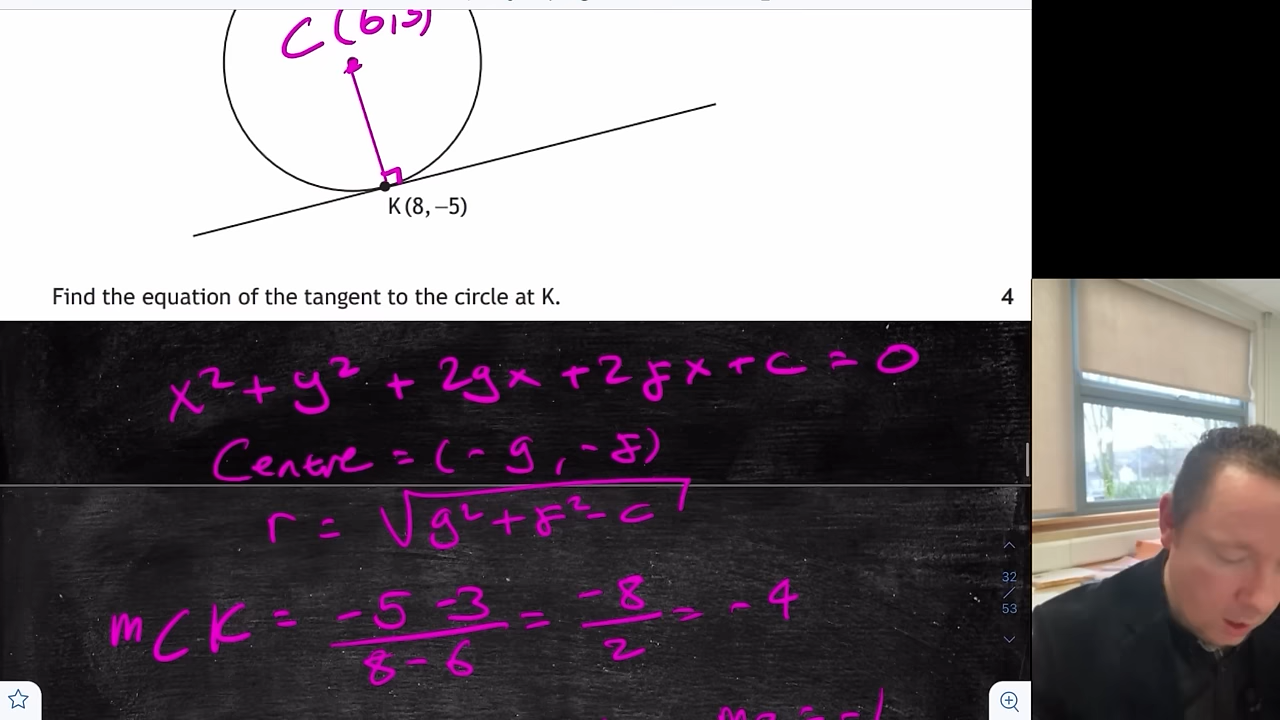 C (6,3)
K (8, −5)
Find the equation of the tangent to the circle at K.
4
x² + y² + 2gx + 2fx + c = 0
Centre = (-g, -f)
r = √g² + f² - c
mCK = -5 -3 / 8 - 6 = -8 / 2 = -4
32
/
53
= -1